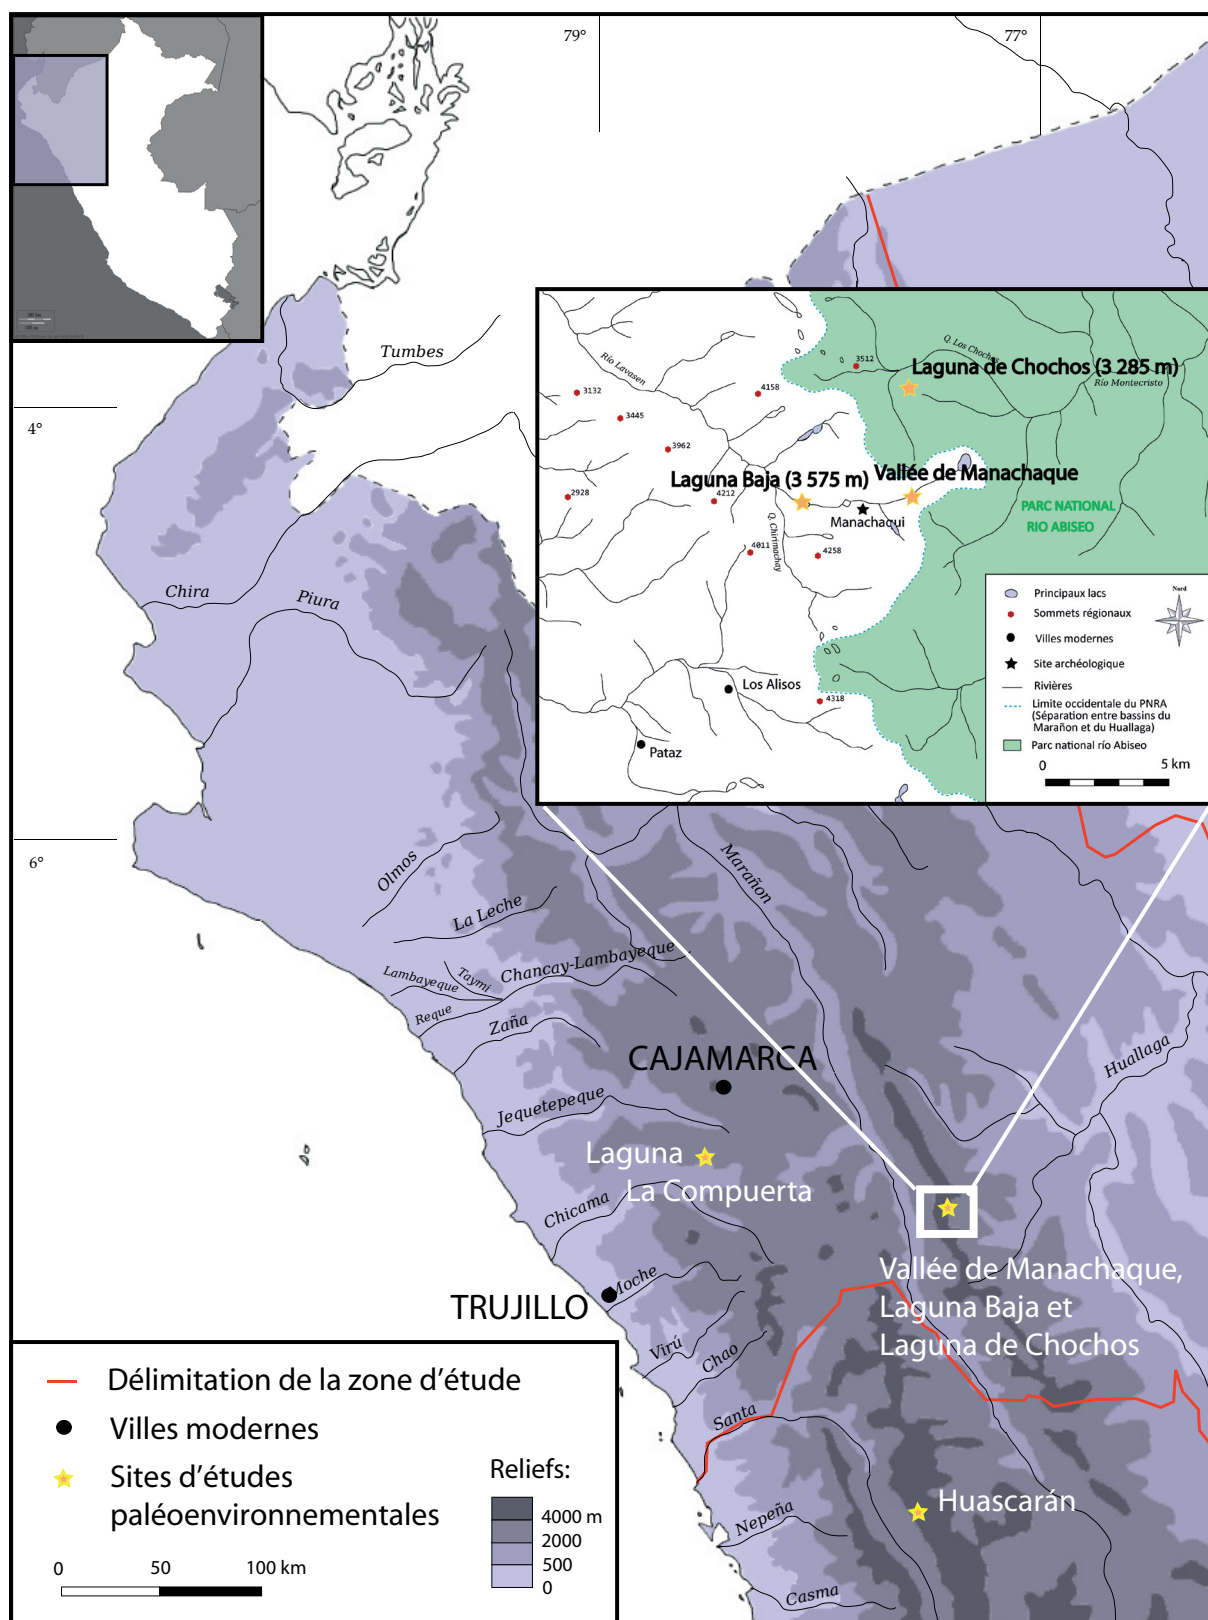 79°
77°
4°
6°
Tumbes
Chira
Piura
Olmos
La Leche
Chancay-Lambayeque
Taymi
Lambayeque
Reque
Zaña
Marañon
Huallaga
CAJAMARCA
Jequetepeque
Laguna
La Compuerta
Chicama
Moche
TRUJILLO
Virú
Chao
Santa
Nepeña
Casma
Vallée de Manachaque,
Laguna Baja et
Laguna de Chochos
Huascarán
Río Lavasen
Q. Los Chochos
3512
Laguna de Chochos (3 285 m)
Río Montecristo
3132
4158
3445
3962
Laguna Baja (3 575 m)
Vallée de Manachaque
2928
4212
Manachaqui
PARC NATIONAL
RIO ABISEO
Q. Chirimachay
4011
4258
Los Alisos
4318
Pataz
Principaux lacs
Nord
Sommets régionaux
Villes modernes
Site archéologique
Rivières
Limite occidentale du PNRA
(Séparation entre bassins du
Marañon et du Huallaga)
Parc national río Abiseo
0 5 km
Délimitation de la zone d'étude
Villes modernes
Sites d'études
paléoenvironnementales
0 50 100 km
Reliefs:
4000 m
2000
500
0